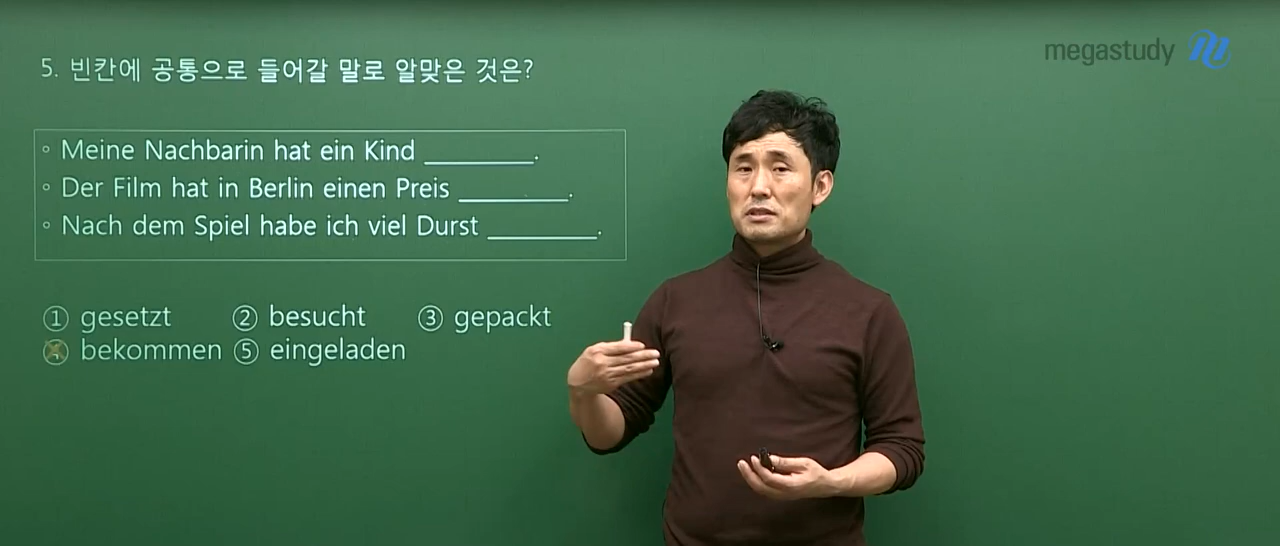 megastudy
5. 빈칸에 공통으로 들어갈 말로 알맞은 것은?
◦ Meine Nachbarin hat ein Kind ________.
◦ Der Film hat in Berlin einen Preis ________.
◦ Nach dem Spiel habe ich viel Durst ________.
① gesetzt ② besucht ③ gepackt
④ bekommen ⑤ eingeladen